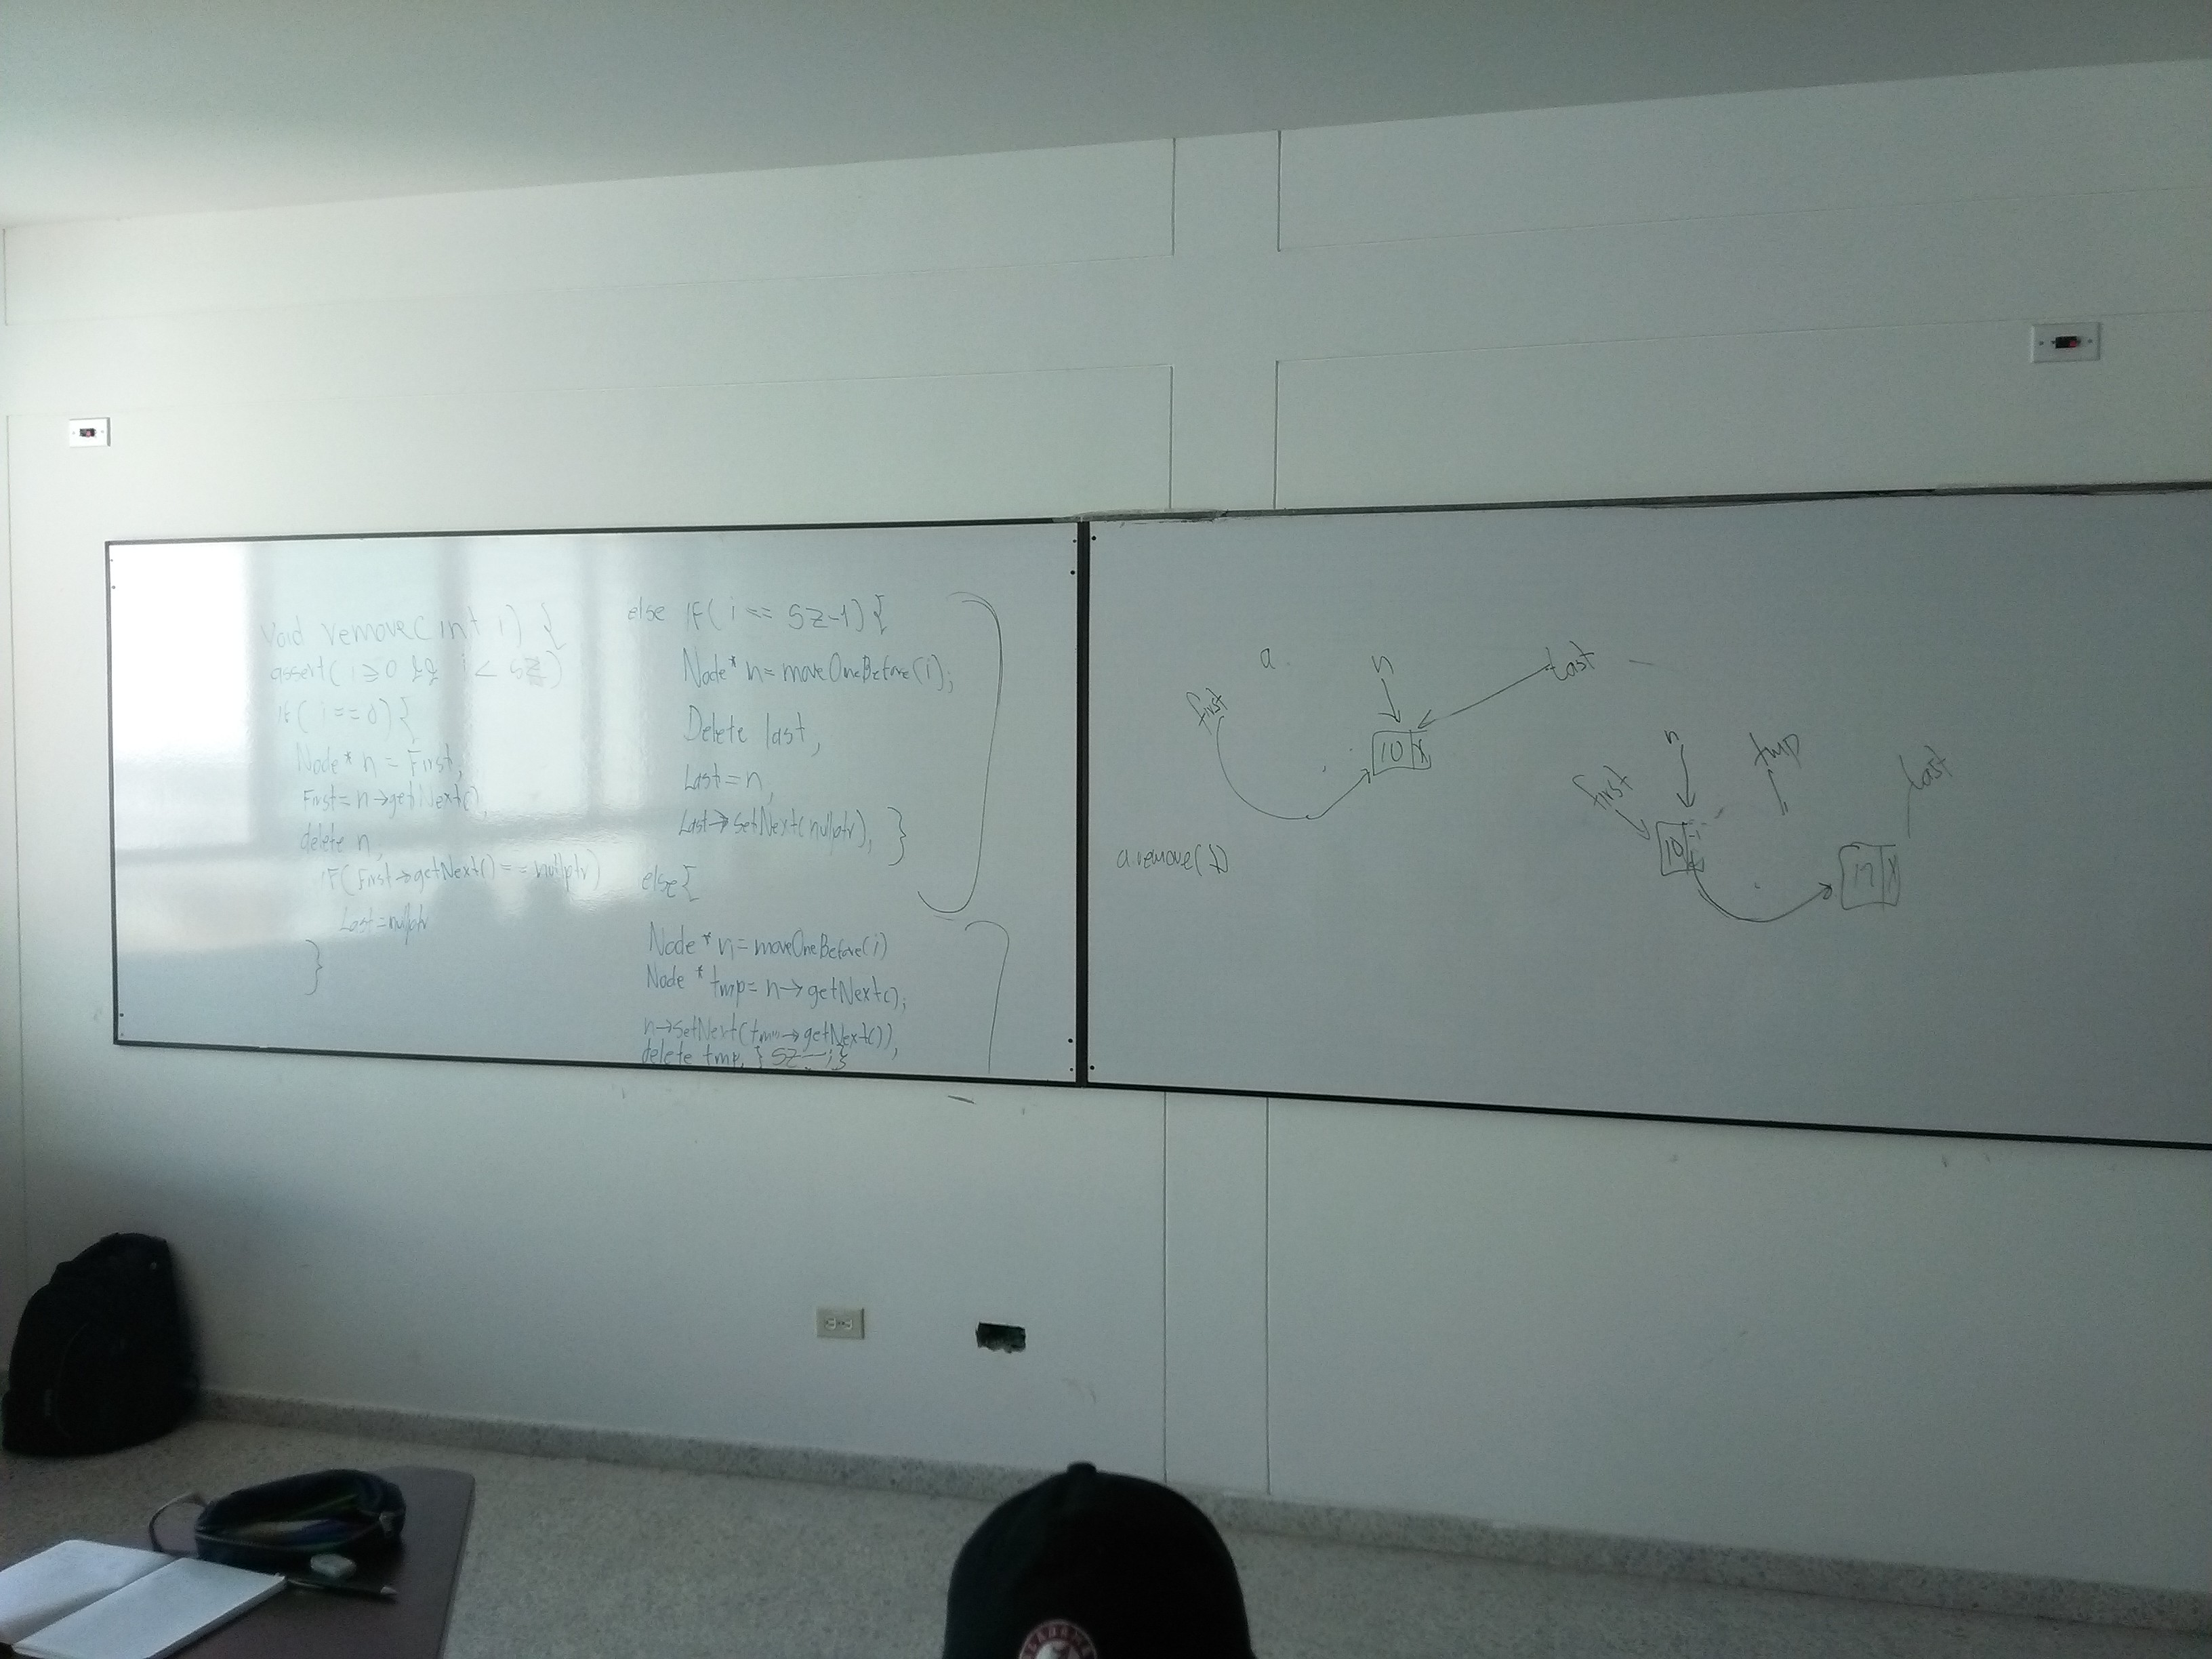 void remove(int i) {
assert(i ≥ 0 && i < sz)
if(i==0){
Node* n = First;
First=n→getNext();
delete n;
IF(First→getNext()==nullptr)
Last=nullptr
}
else IF(i == sz-1){
Node* n=moveOneBefore(i);
Delete last;
Last=n;
Last→setNext(nullptr); }
else{
Node *n=moveOneBefore(i)
Node *tmp=n→getNext();
n→setNext(tmp→getNext());
delete tmp; } sz--; }
a
n
last
first
10 X
a.remove(1)
n
tmp
last
first
10
17 X
ALABAMA